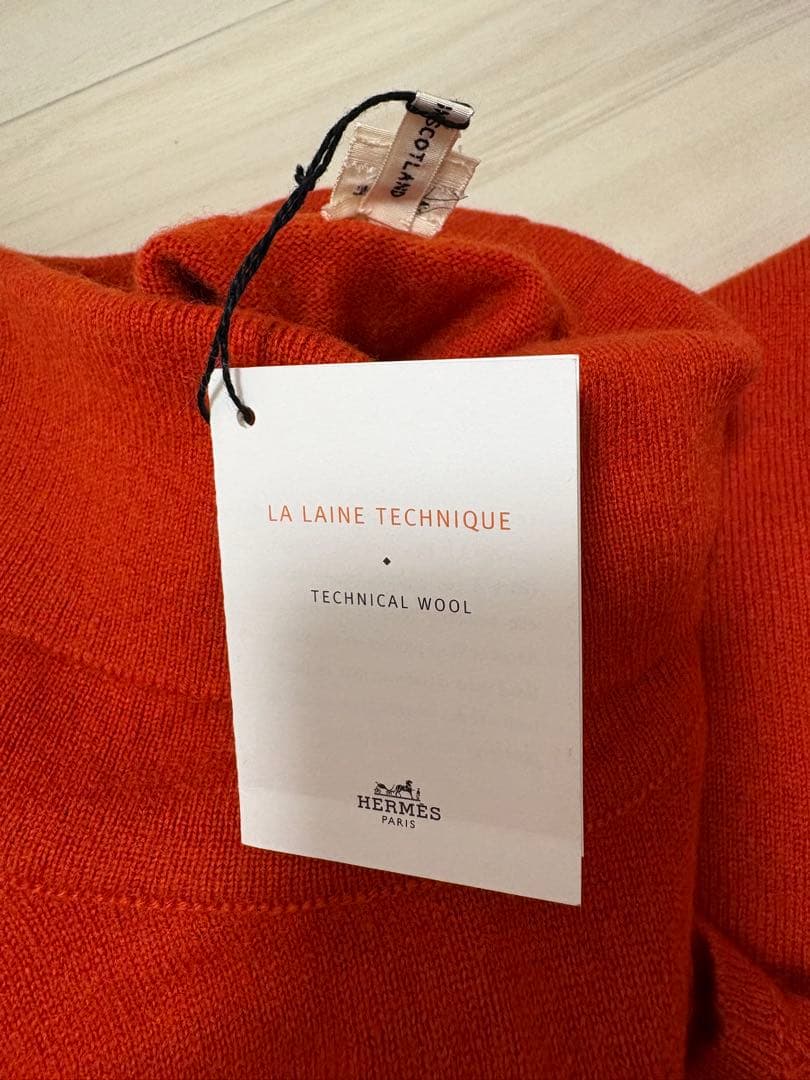 SCOTLAND
LA LAINE TECHNIQUE
TECHNICAL WOOL
HERMÈS
PARIS